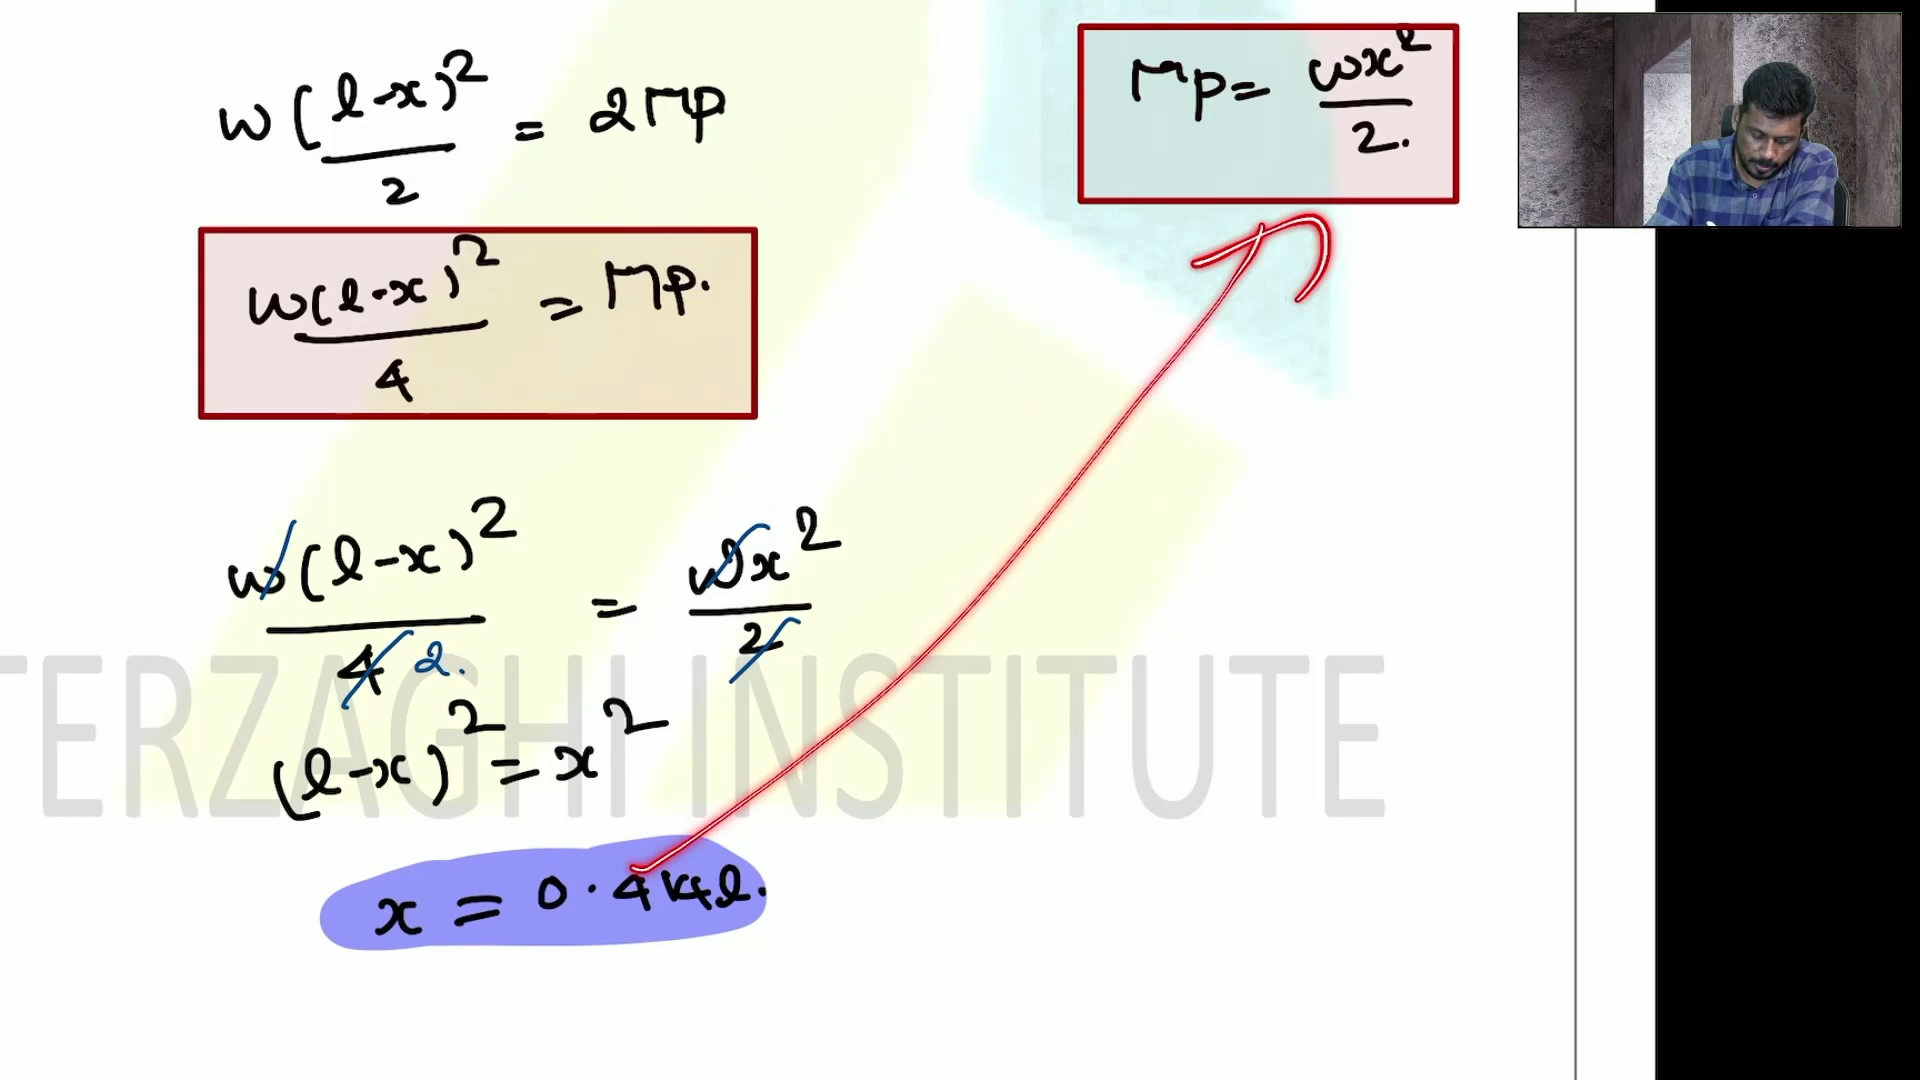 w(l-x)²/2 = 2Mp
w(l-x)²/4 = Mp.
Mp = wx²/2.
w(l-x)²/4 2. = wx²/2
(l-x)² = x²
x = 0.414l.
TERZAGHI INSTITUTE